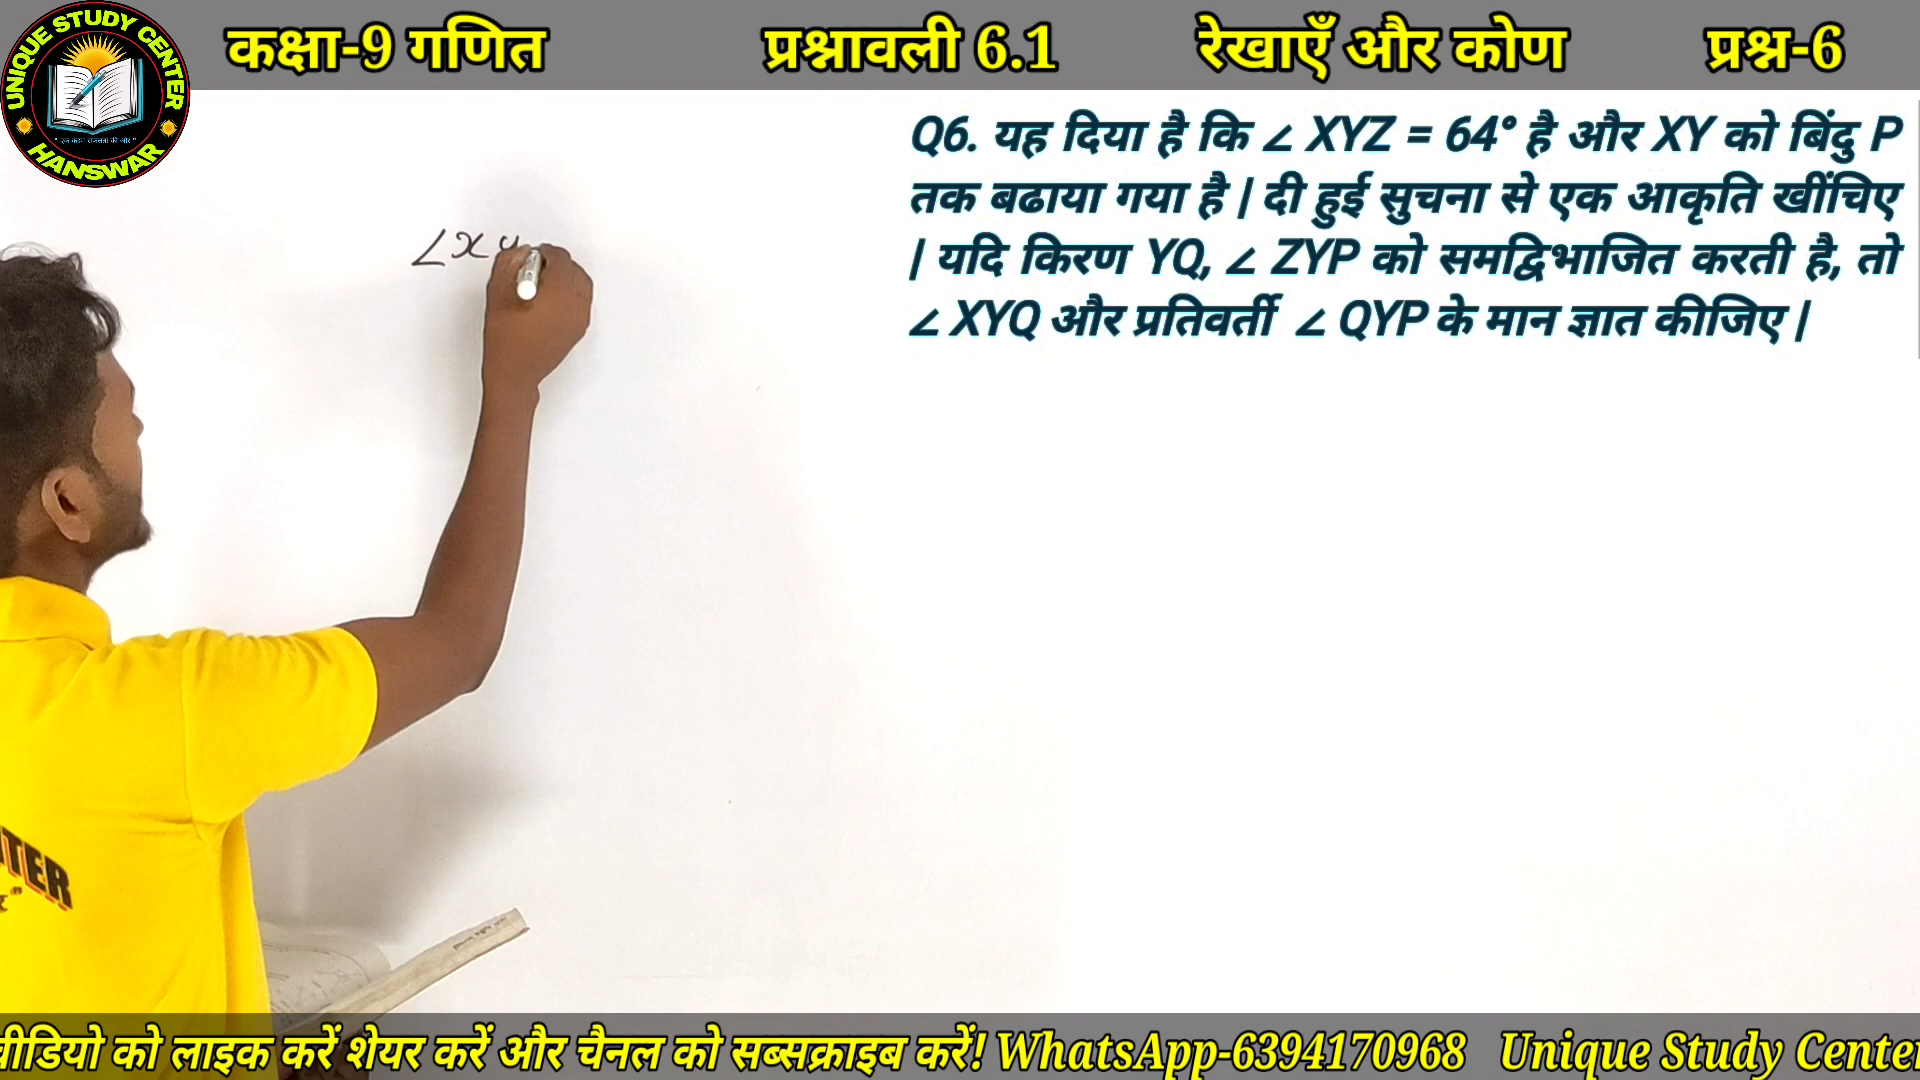 कक्षा-9 गणित प्रश्नावली 6.1 रेखाएँ और कोण प्रश्न-6
UNIQUE STUDY CENTER
HANSWAR
Q6. यह दिया है कि ∠ XYZ = 64° है और XY को बिंदु P
तक बढाया गया है | दी हुई सुचना से एक आकृति खींचिए
| यदि किरण YQ, ∠ ZYP को समद्विभाजित करती है, तो
∠ XYQ और प्रतिवर्ती ∠ QYP के मान ज्ञात कीजिए |
∠xy
TER
वीडियो को लाइक करें शेयर करें और चैनल को सब्सक्राइब करें! WhatsApp-6394170968 Unique Study Center